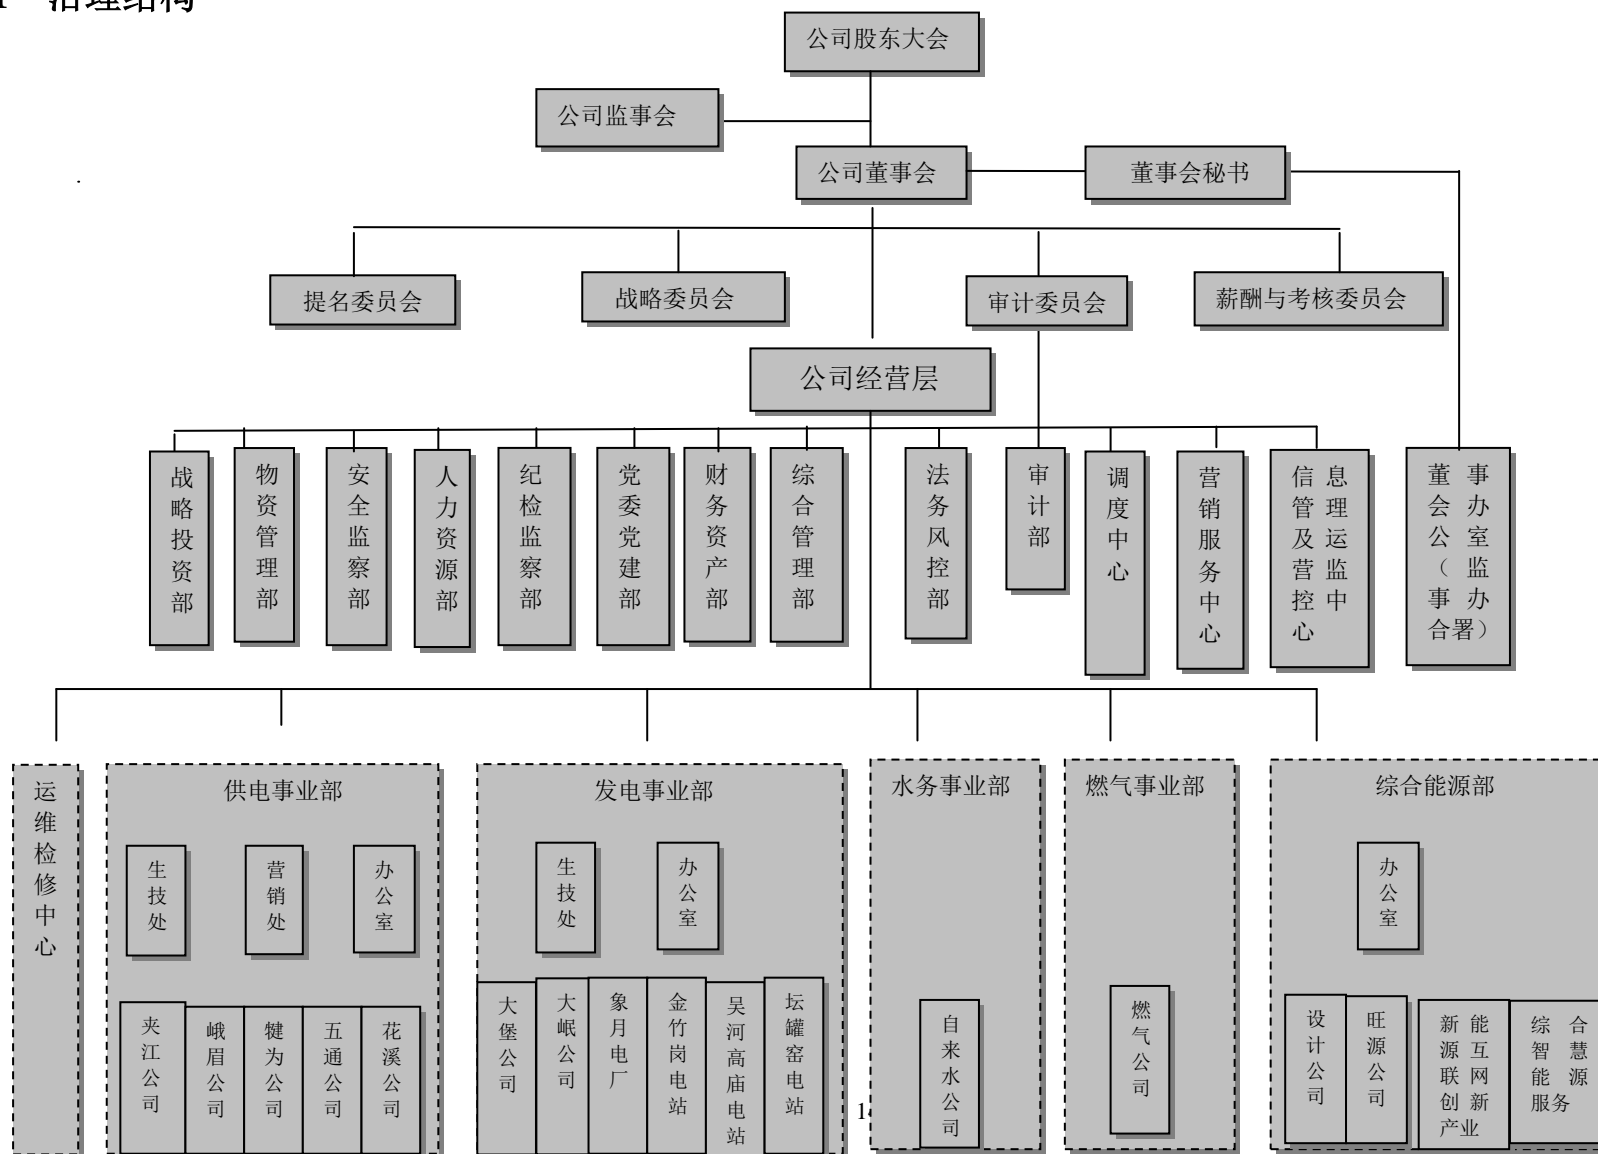 治理结构
公司股东大会
公司监事会
公司董事会
董事会秘书
提名委员会
战略委员会
审计委员会
薪酬与考核委员会
公司经营层
战略投资部
物资管理部
安全监察部
人力资源部
纪检监察部
党委党建部
财务资产部
综合管理部
法务风控部
审计部
调度中心
营销服务中心
信息
管理
及运
营监
控中
心
董事
会办
公室
（监
事办
合署）
运维检修中心
供电事业部
生技处
营销处
办公室
夹江公司
峨眉公司
犍为公司
五通公司
花溪公司
发电事业部
生技处
办公室
大堡公司
大岷公司
象月电厂
金竹岗电站
吴河高庙电站
坛罐窑电站
水务事业部
自来水公司
燃气事业部
燃气公司
综合能源部
办公室
设计公司
旺源公司
新能
源互
联网
创新
产业
综合
智慧
能源
服务